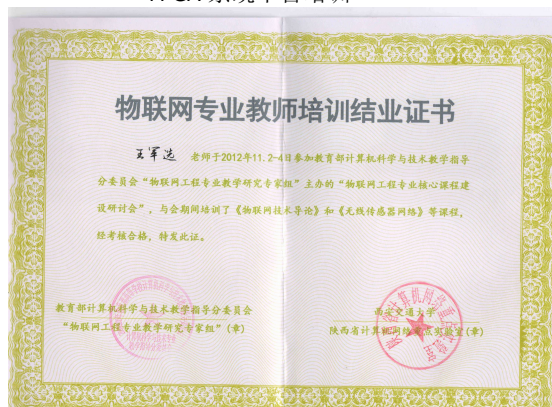 物联网专业教师培训结业证书
王军选 老师于2012年11.2-4日参加教育部计算机科学与技术教学指导
分委员会“物联网工程专业教学研究专家组”主办的“物联网工程专业核心课程建
设研讨会”，与会期间培训了《物联网技术导论》和《无线传感器网络》等课程，
经考核合格，特发此证。
教育部计算机科学与技术教学指导分委员会
“物联网工程专业教学研究专家组”(章)
西安交通大学
陕西省计算机网络重点实验室(章)